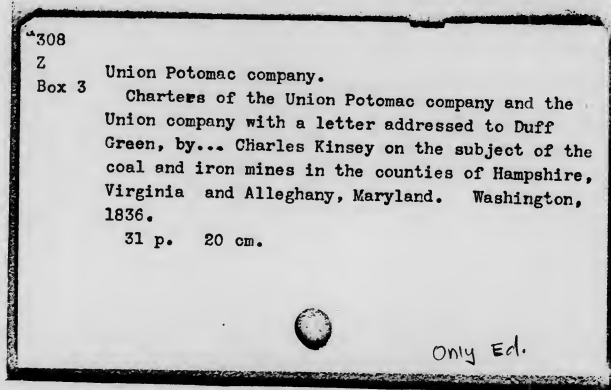 308
Z
Box 3
Union Potomac company.
Charters of the Union Potomac company and the
Union company with a letter addressed to Duff
Green, by... Charles Kinsey on the subject of the
coal and iron mines in the counties of Hampshire,
Virginia and Alleghany, Maryland. Washington,
1836.
31 p. 20 cm.
Only Ed.